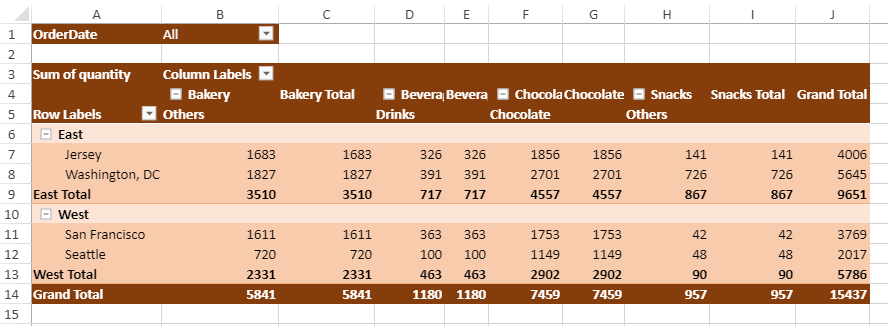 A B C D E F G H I J
1 OrderDate All
2
3 Sum of quantity Column Labels
4 Bakery Bakery Total Bevera Bevera Chocola Chocolate Snacks Snacks Total Grand Total
5 Row Labels Others Drinks Chocolate Others
6 East
7 Jersey 1683 1683 326 326 1856 1856 141 141 4006
8 Washington, DC 1827 1827 391 391 2701 2701 726 726 5645
9 East Total 3510 3510 717 717 4557 4557 867 867 9651
10 West
11 San Francisco 1611 1611 363 363 1753 1753 42 42 3769
12 Seattle 720 720 100 100 1149 1149 48 48 2017
13 West Total 2331 2331 463 463 2902 2902 90 90 5786
14 Grand Total 5841 5841 1180 1180 7459 7459 957 957 15437
15